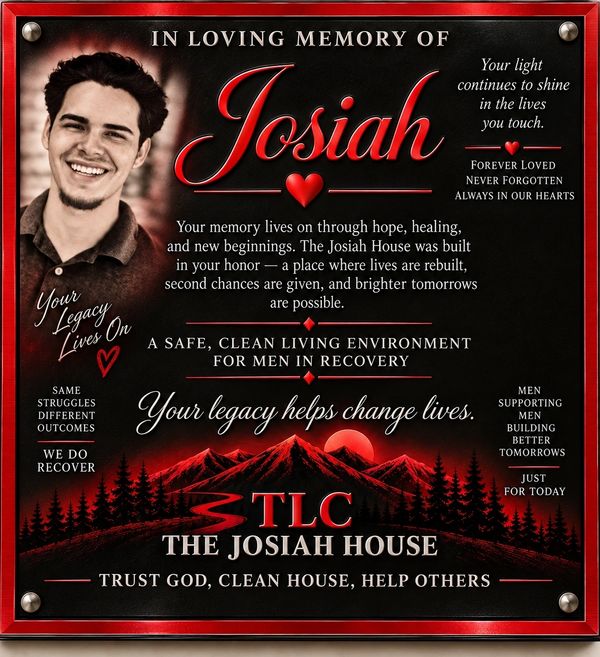 IN LOVING MEMORY OF
Josiah
Your light
continues to shine
in the lives
you touch.
FOREVER LOVED
NEVER FORGOTTEN
ALWAYS IN OUR HEARTS
Your memory lives on through hope, healing,
and new beginnings. The Josiah House was built
in your honor — a place where lives are rebuilt,
second chances are given, and brighter tomorrows
are possible.
Your
Legacy
Lives On
A SAFE, CLEAN LIVING ENVIRONMENT
FOR MEN IN RECOVERY
SAME
STRUGGLES
DIFFERENT
OUTCOMES
WE DO
RECOVER
Your legacy helps change lives.
MEN
SUPPORTING
MEN
BUILDING
BETTER
TOMORROWS
JUST
FOR TODAY
TLC
THE JOSIAH HOUSE
TRUST GOD, CLEAN HOUSE, HELP OTHERS